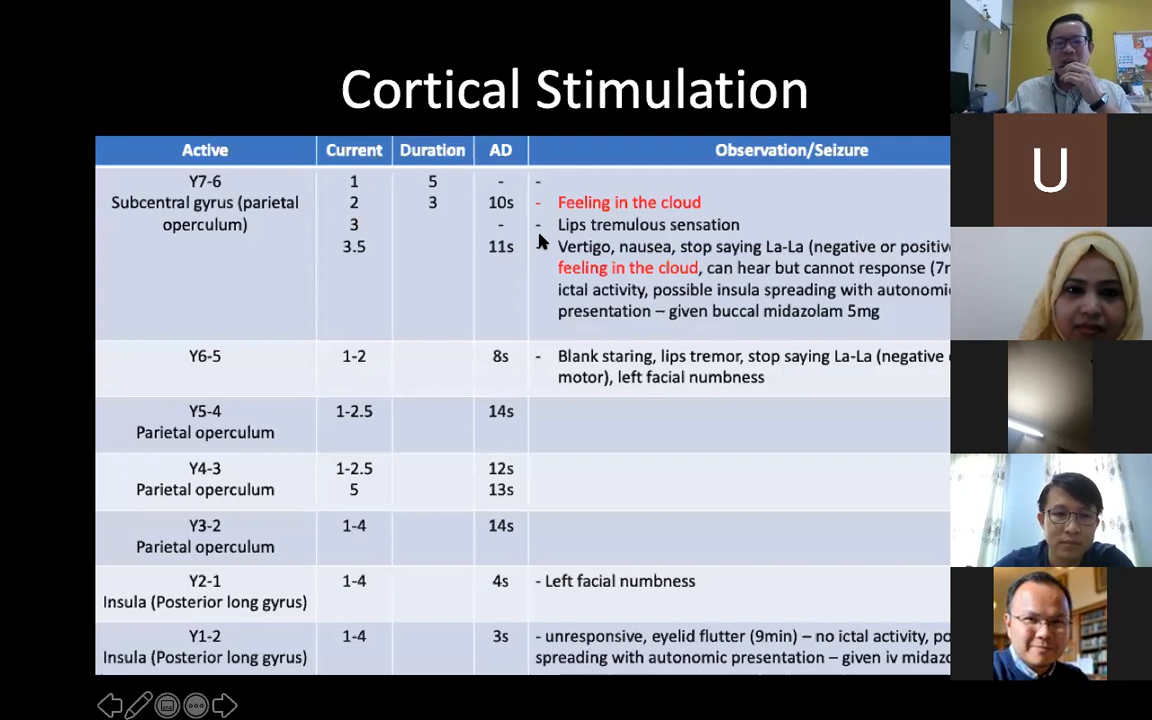 Cortical Stimulation
Active Current Duration AD Observation/Seizure
Y7-6 1 5 - -
Subcentral gyrus (parietal 2 3 10s - Feeling in the cloud
operculum) 3 - - Lips tremulous sensation
3.5 11s Vertigo, nausea, stop saying La-La (negative or positive
feeling in the cloud, can hear but cannot response
ictal activity, possible insula spreading with autonomic
presentation – given buccal midazolam 5mg
Y6-5 1-2 8s - Blank staring, lips tremor, stop saying La-La (negative
motor), left facial numbness
Y5-4 1-2.5 14s
Parietal operculum
Y4-3 1-2.5 12s
Parietal operculum 5 13s
Y3-2 1-4 14s
Parietal operculum
Y2-1 1-4 4s - Left facial numbness
Insula (Posterior long gyrus)
Y1-2 1-4 3s - unresponsive, eyelid flutter (9min) – no ictal activity,
Insula (Posterior long gyrus) spreading with autonomic presentation – given iv
U